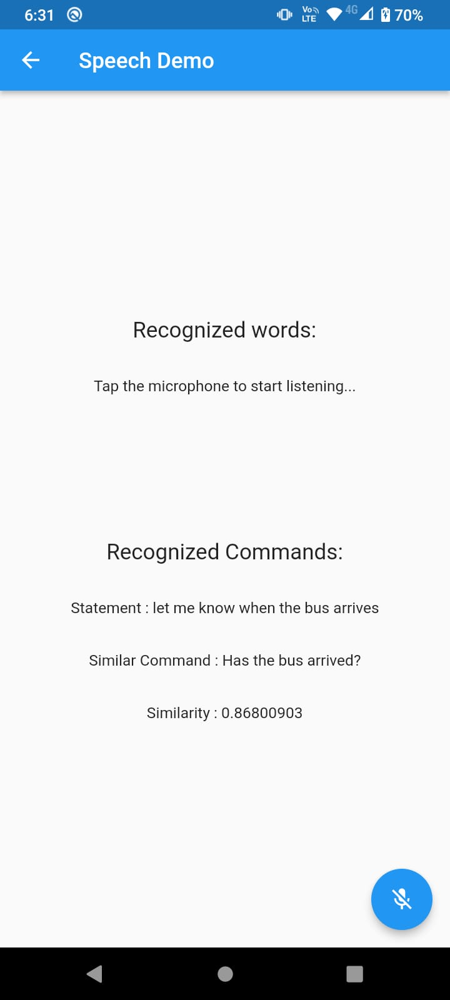 6:31 Vo LTE 4G 70%
Speech Demo
Recognized words:
Tap the microphone to start listening...
Recognized Commands:
Statement : let me know when the bus arrives
Similar Command : Has the bus arrived?
Similarity : 0.86800903